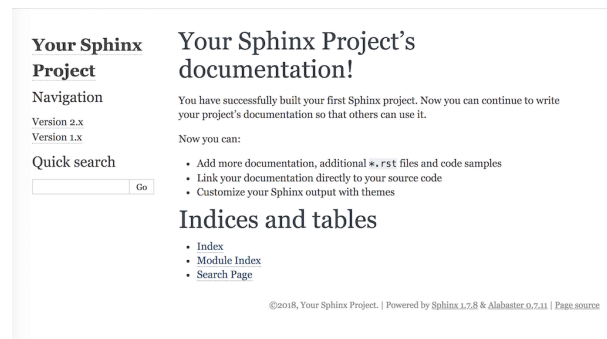 Your Sphinx
Project
Navigation
Version 2.x
Version 1.x
Quick search
Go
Your Sphinx Project’s
documentation!
You have successfully built your first Sphinx project. Now you can continue to write
your project’s documentation so that others can use it.
Now you can:
• Add more documentation, additional *.rst files and code samples
• Link your documentation directly to your source code
• Customize your Sphinx output with themes
Indices and tables
• Index
• Module Index
• Search Page
©2018, Your Sphinx Project. | Powered by Sphinx 1.7.8 & Alabaster 0.7.11 | Page source